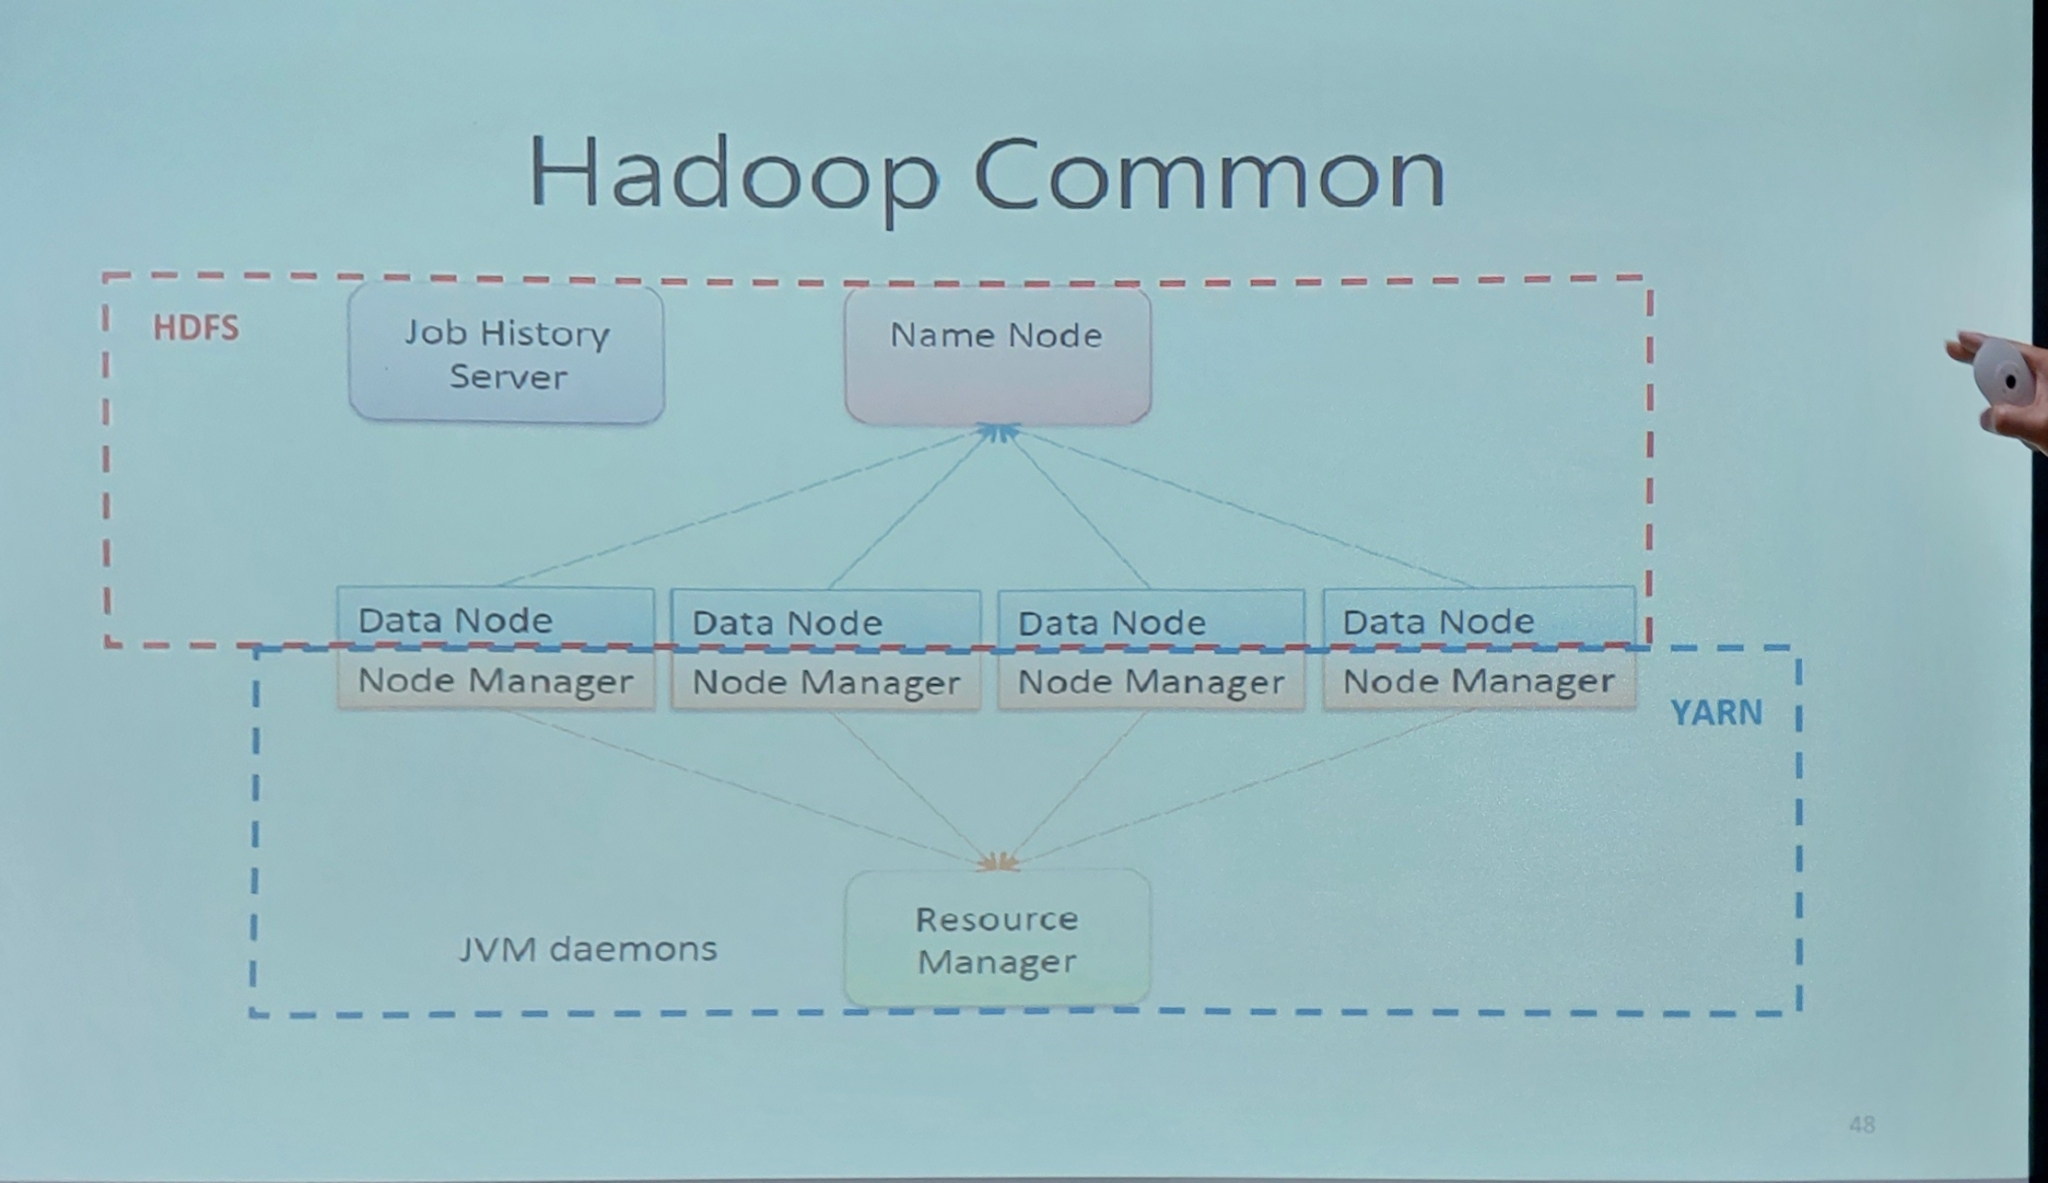 Hadoop Common
HDFS
Job History
Server
Name Node
Data Node
Data Node
Data Node
Data Node
Node Manager
Node Manager
Node Manager
Node Manager
YARN
JVM daemons
Resource
Manager
48